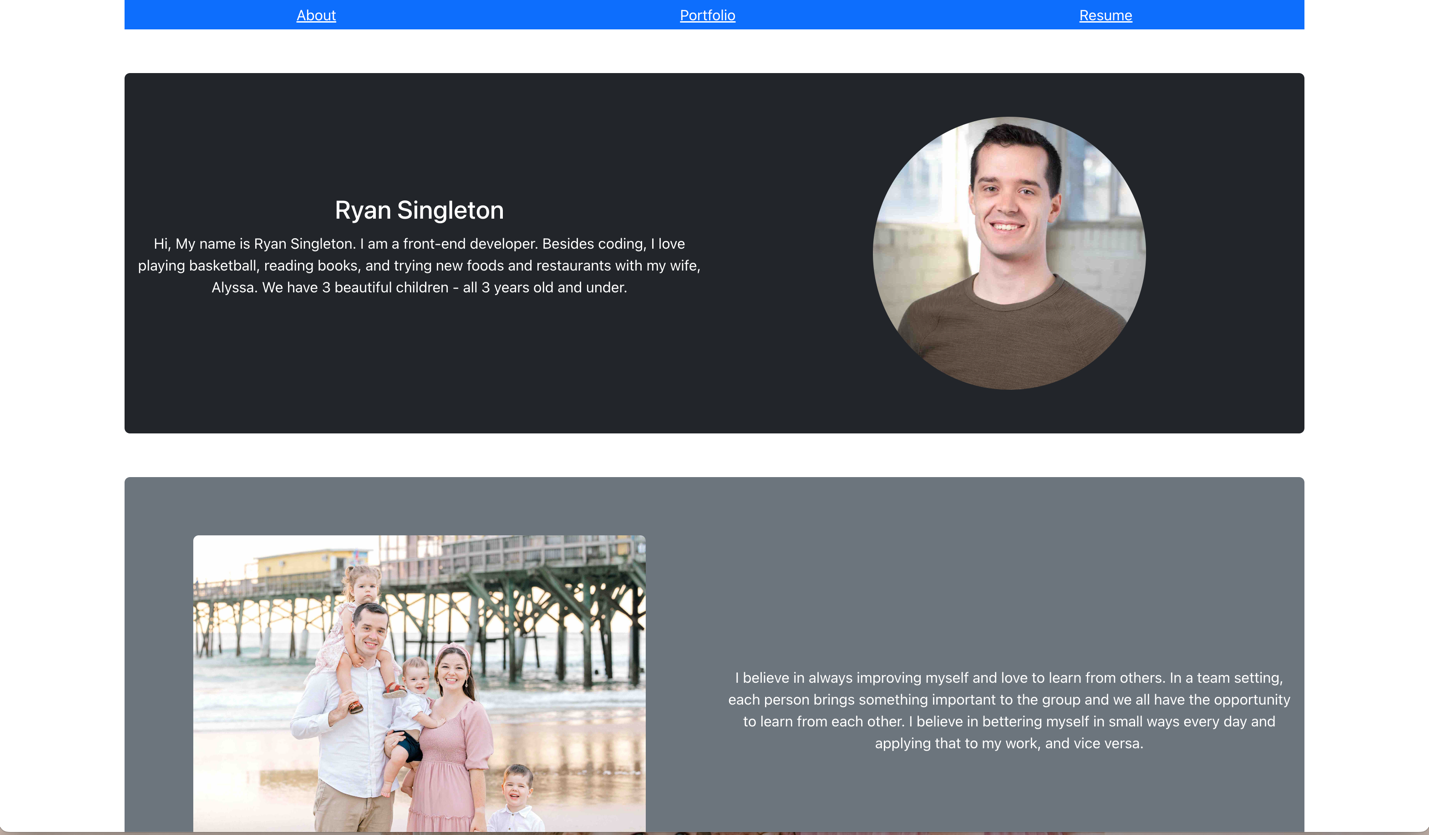 About
Portfolio
Resume
Ryan Singleton
Hi, My name is Ryan Singleton. I am a front-end developer. Besides coding, I love
playing basketball, reading books, and trying new foods and restaurants with my wife,
Alyssa. We have 3 beautiful children - all 3 years old and under.
I believe in always improving myself and love to learn from others. In a team setting,
each person brings something important to the group and we all have the opportunity
to learn from each other. I believe in bettering myself in small ways every day and
applying that to my work, and vice versa.